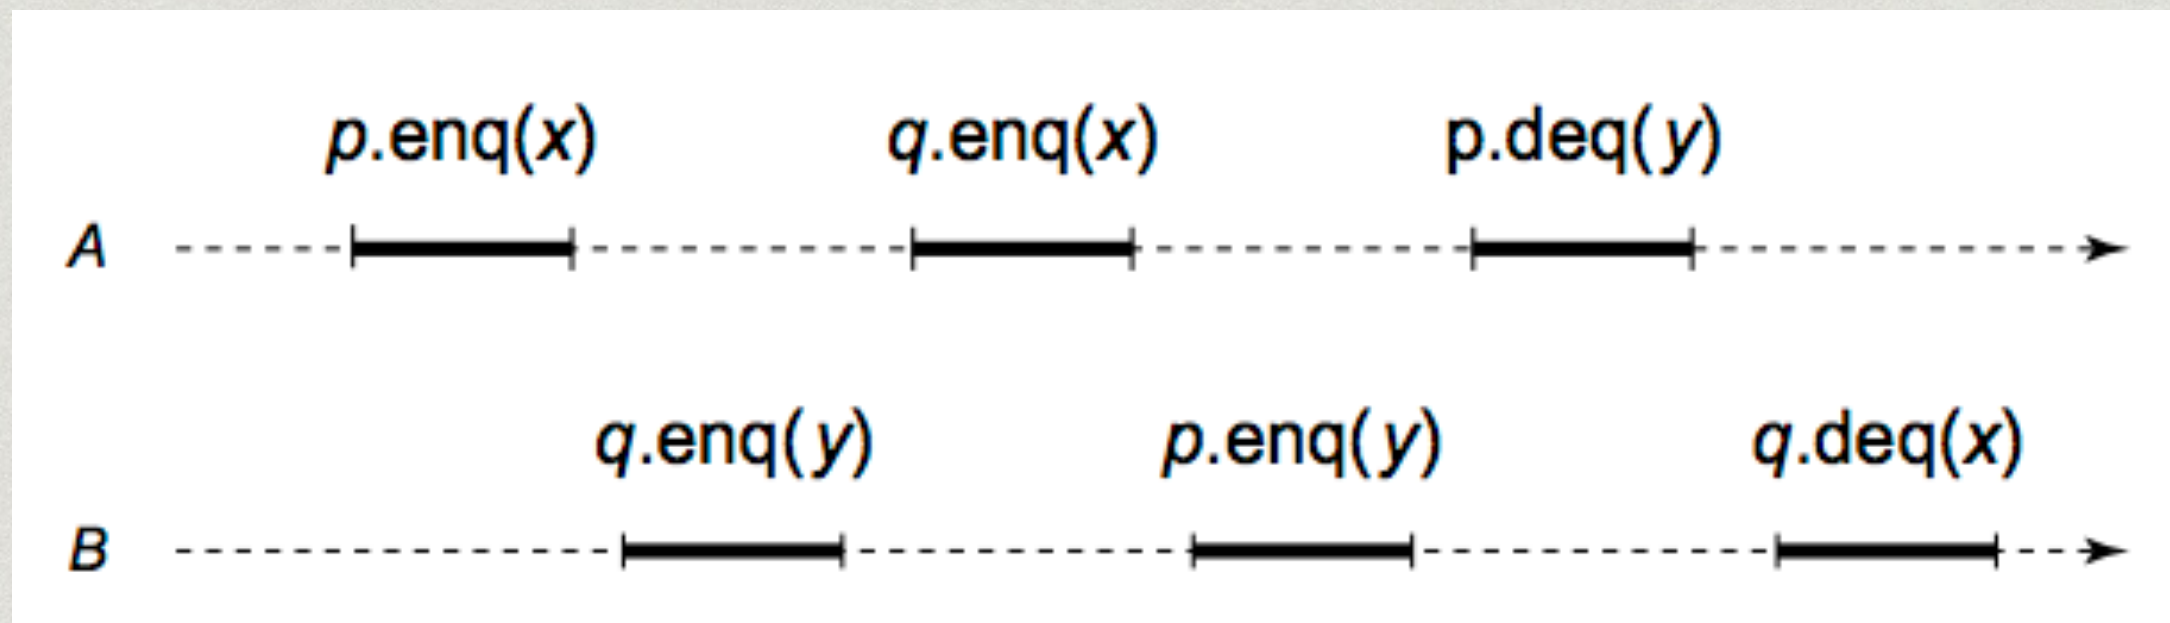 p.enq(x) q.enq(x) p.deq(y)
A
q.enq(y) p.enq(y) q.deq(x)
B